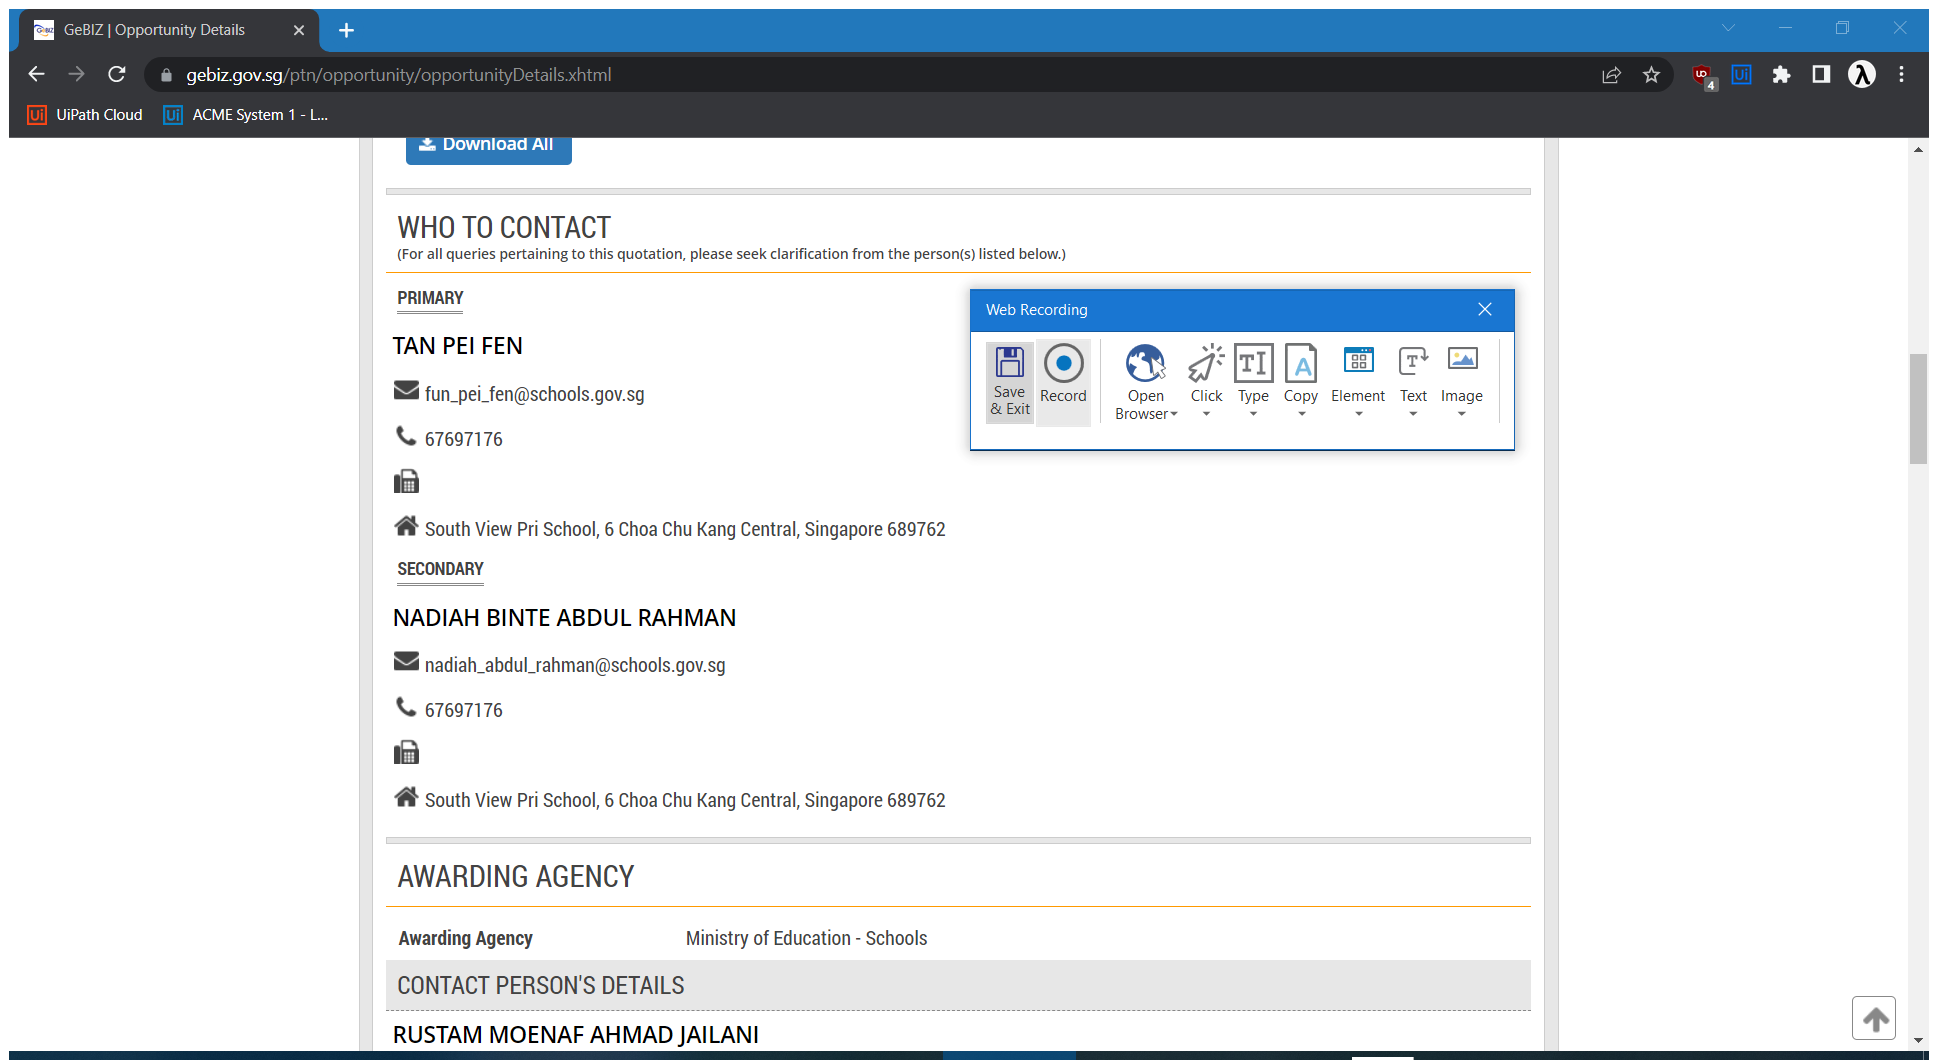 GeBIZ | Opportunity Details
gebiz.gov.sg/ptn/opportunity/opportunityDetails.xhtml
4
Ui UiPath Cloud Ui ACME System 1 - L...
Download All
WHO TO CONTACT
(For all queries pertaining to this quotation, please seek clarification from the person(s) listed below.)
PRIMARY
TAN PEI FEN
fun_pei_fen@schools.gov.sg
67697176
South View Pri School, 6 Choa Chu Kang Central, Singapore 689762
SECONDARY
NADIAH BINTE ABDUL RAHMAN
nadiah_abdul_rahman@schools.gov.sg
67697176
South View Pri School, 6 Choa Chu Kang Central, Singapore 689762
AWARDING AGENCY
Awarding Agency Ministry of Education - Schools
CONTACT PERSON'S DETAILS
RUSTAM MOENAF AHMAD JAILANI
Web Recording
Save & Exit
Record
Open Browser
Click
Type
Copy
Element
Text
Image